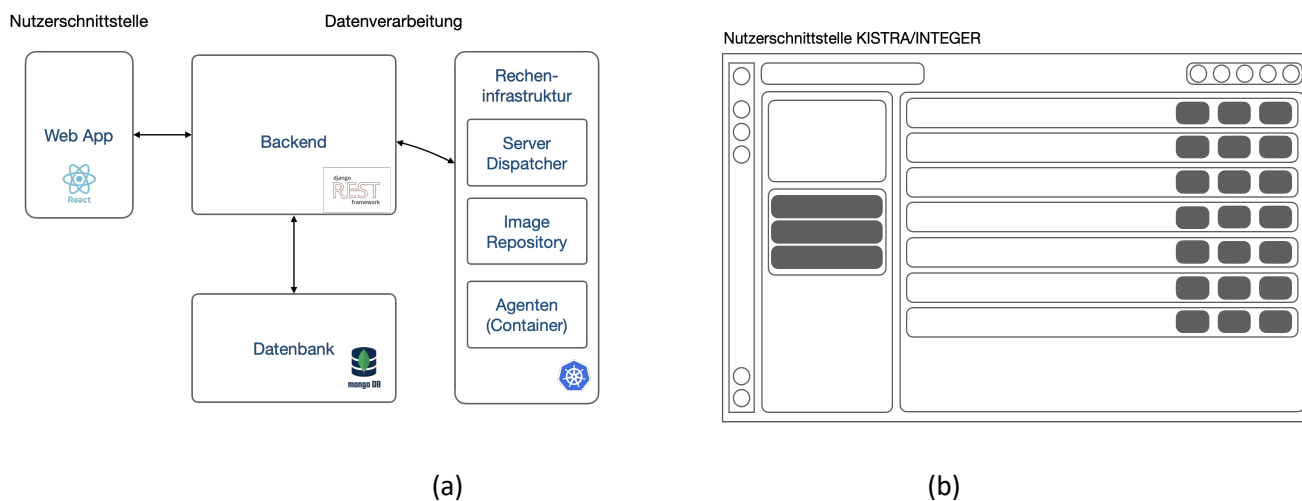 Nutzerschnittstelle
Datenverarbeitung
Web App
React
Backend
django
REST
framework
Datenbank
mongo DB
Rechen-
infrastruktur
Server
Dispatcher
Image
Repository
Agenten
(Container)
(a)
Nutzerschnittstelle KISTRA/INTEGER
(b)